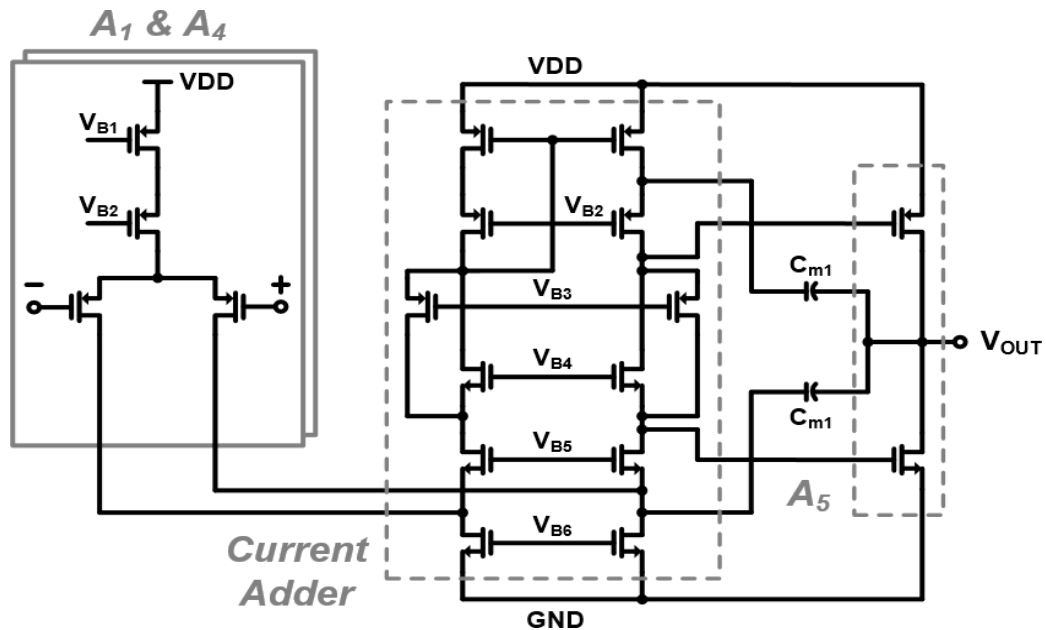 A1 & A4
VDD
VB1
VB2
−
+
VDD
VB2
VB3
VB4
VB5
VB6
Cm1
Cm1
VOUT
A5
Current
Adder
GND